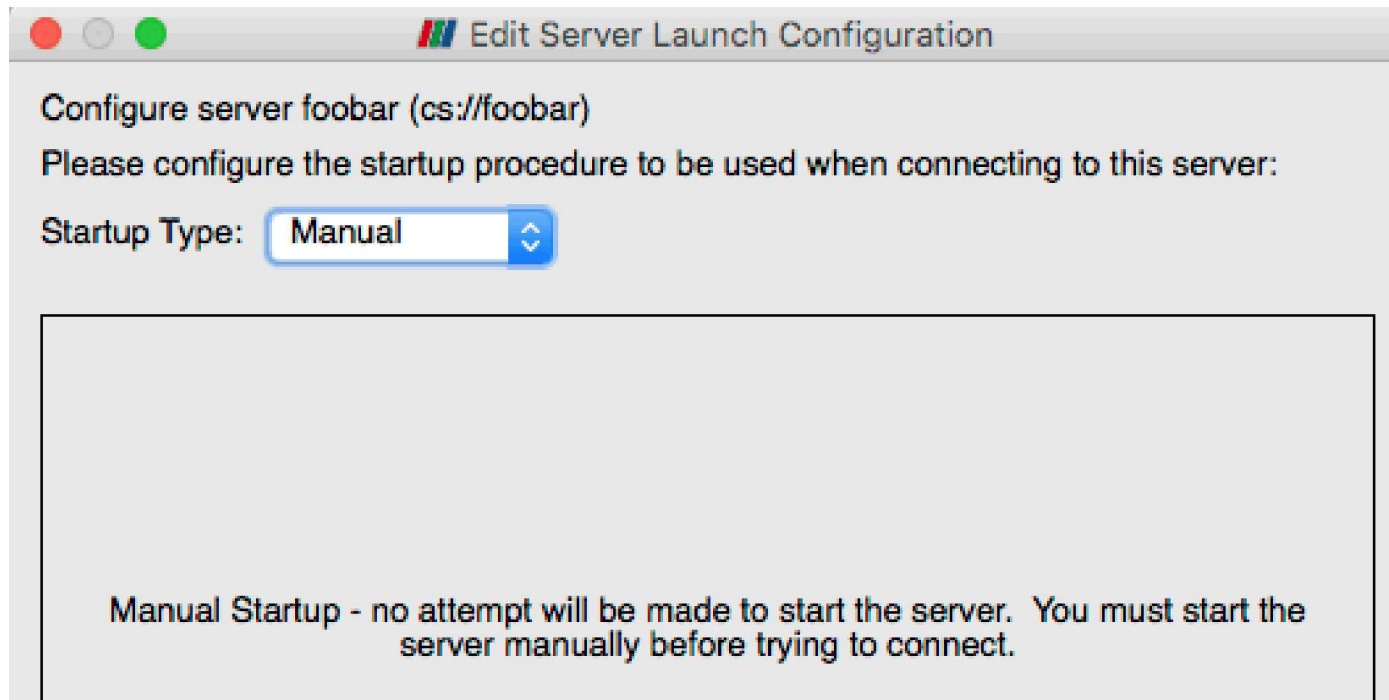 Edit Server Launch Configuration
Configure server foobar (cs://foobar)
Please configure the startup procedure to be used when connecting to this server:
Startup Type: Manual
Manual Startup - no attempt will be made to start the server.  You must start the
server manually before trying to connect.